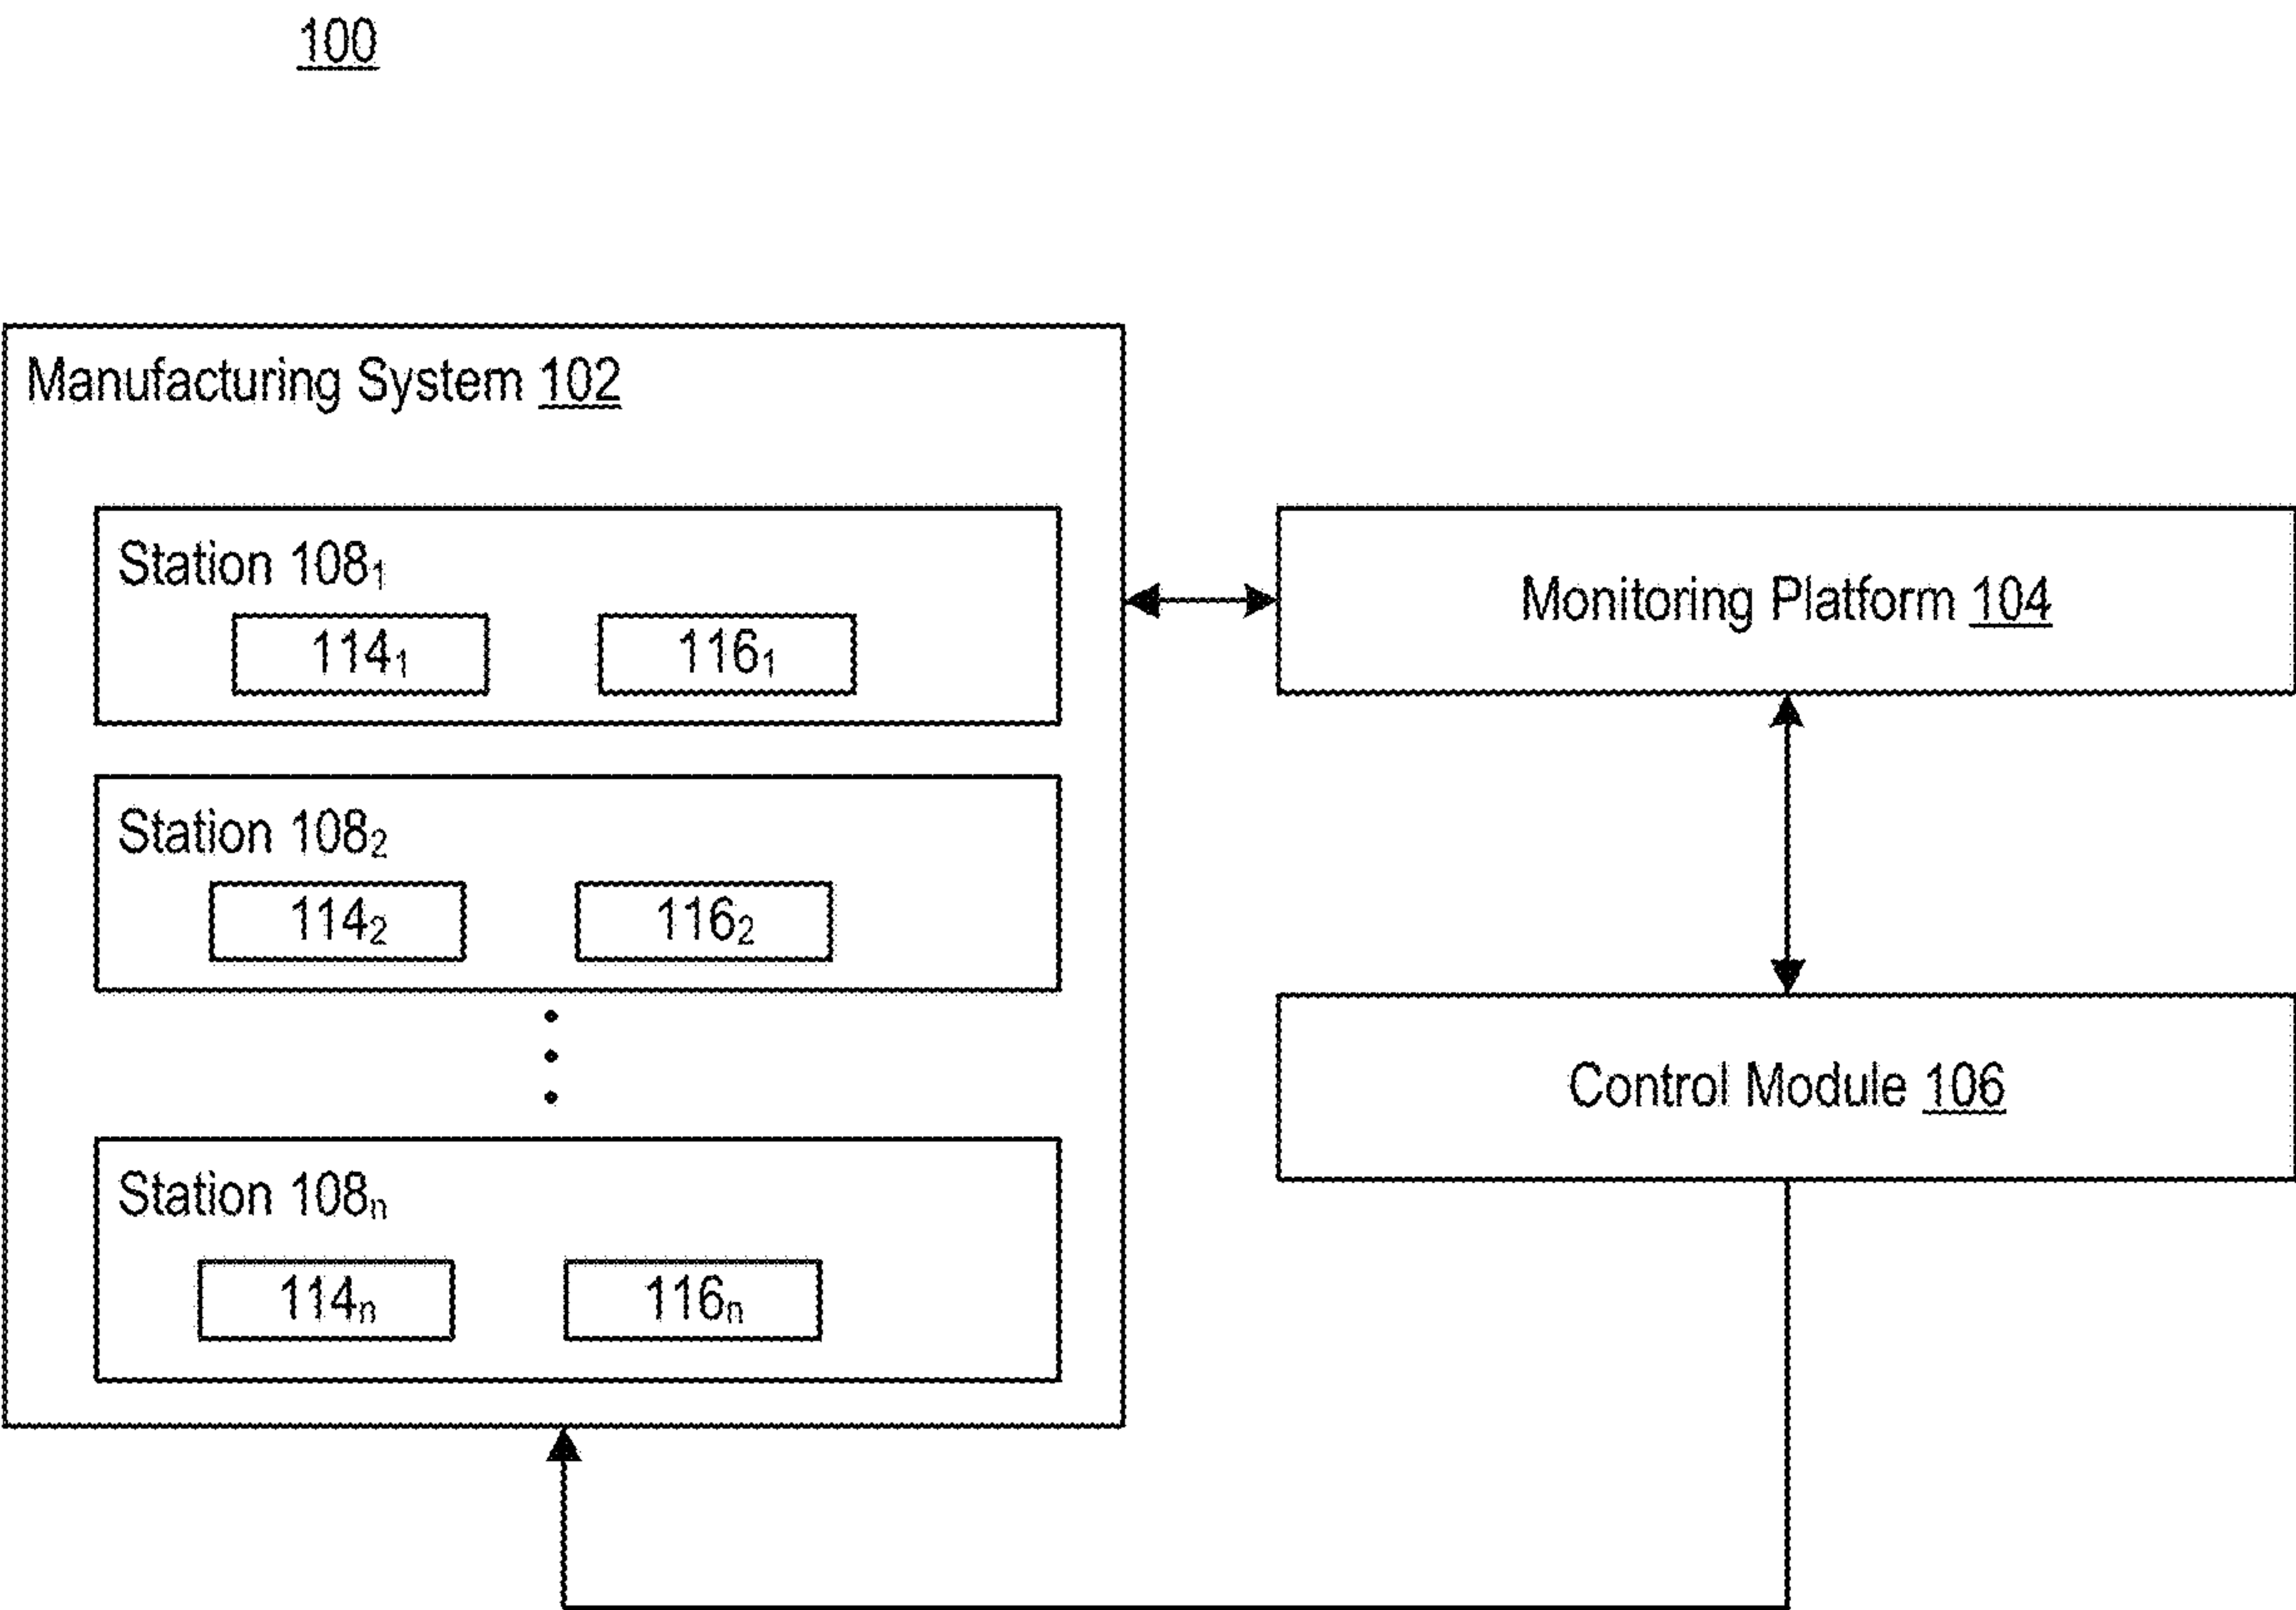 100
Manufacturing System 102
Station 108₁
114₁ 116₁
Station 108₂
114₂ 116₂
Station 108ₙ
114ₙ 116ₙ
Monitoring Platform 104
Control Module 106